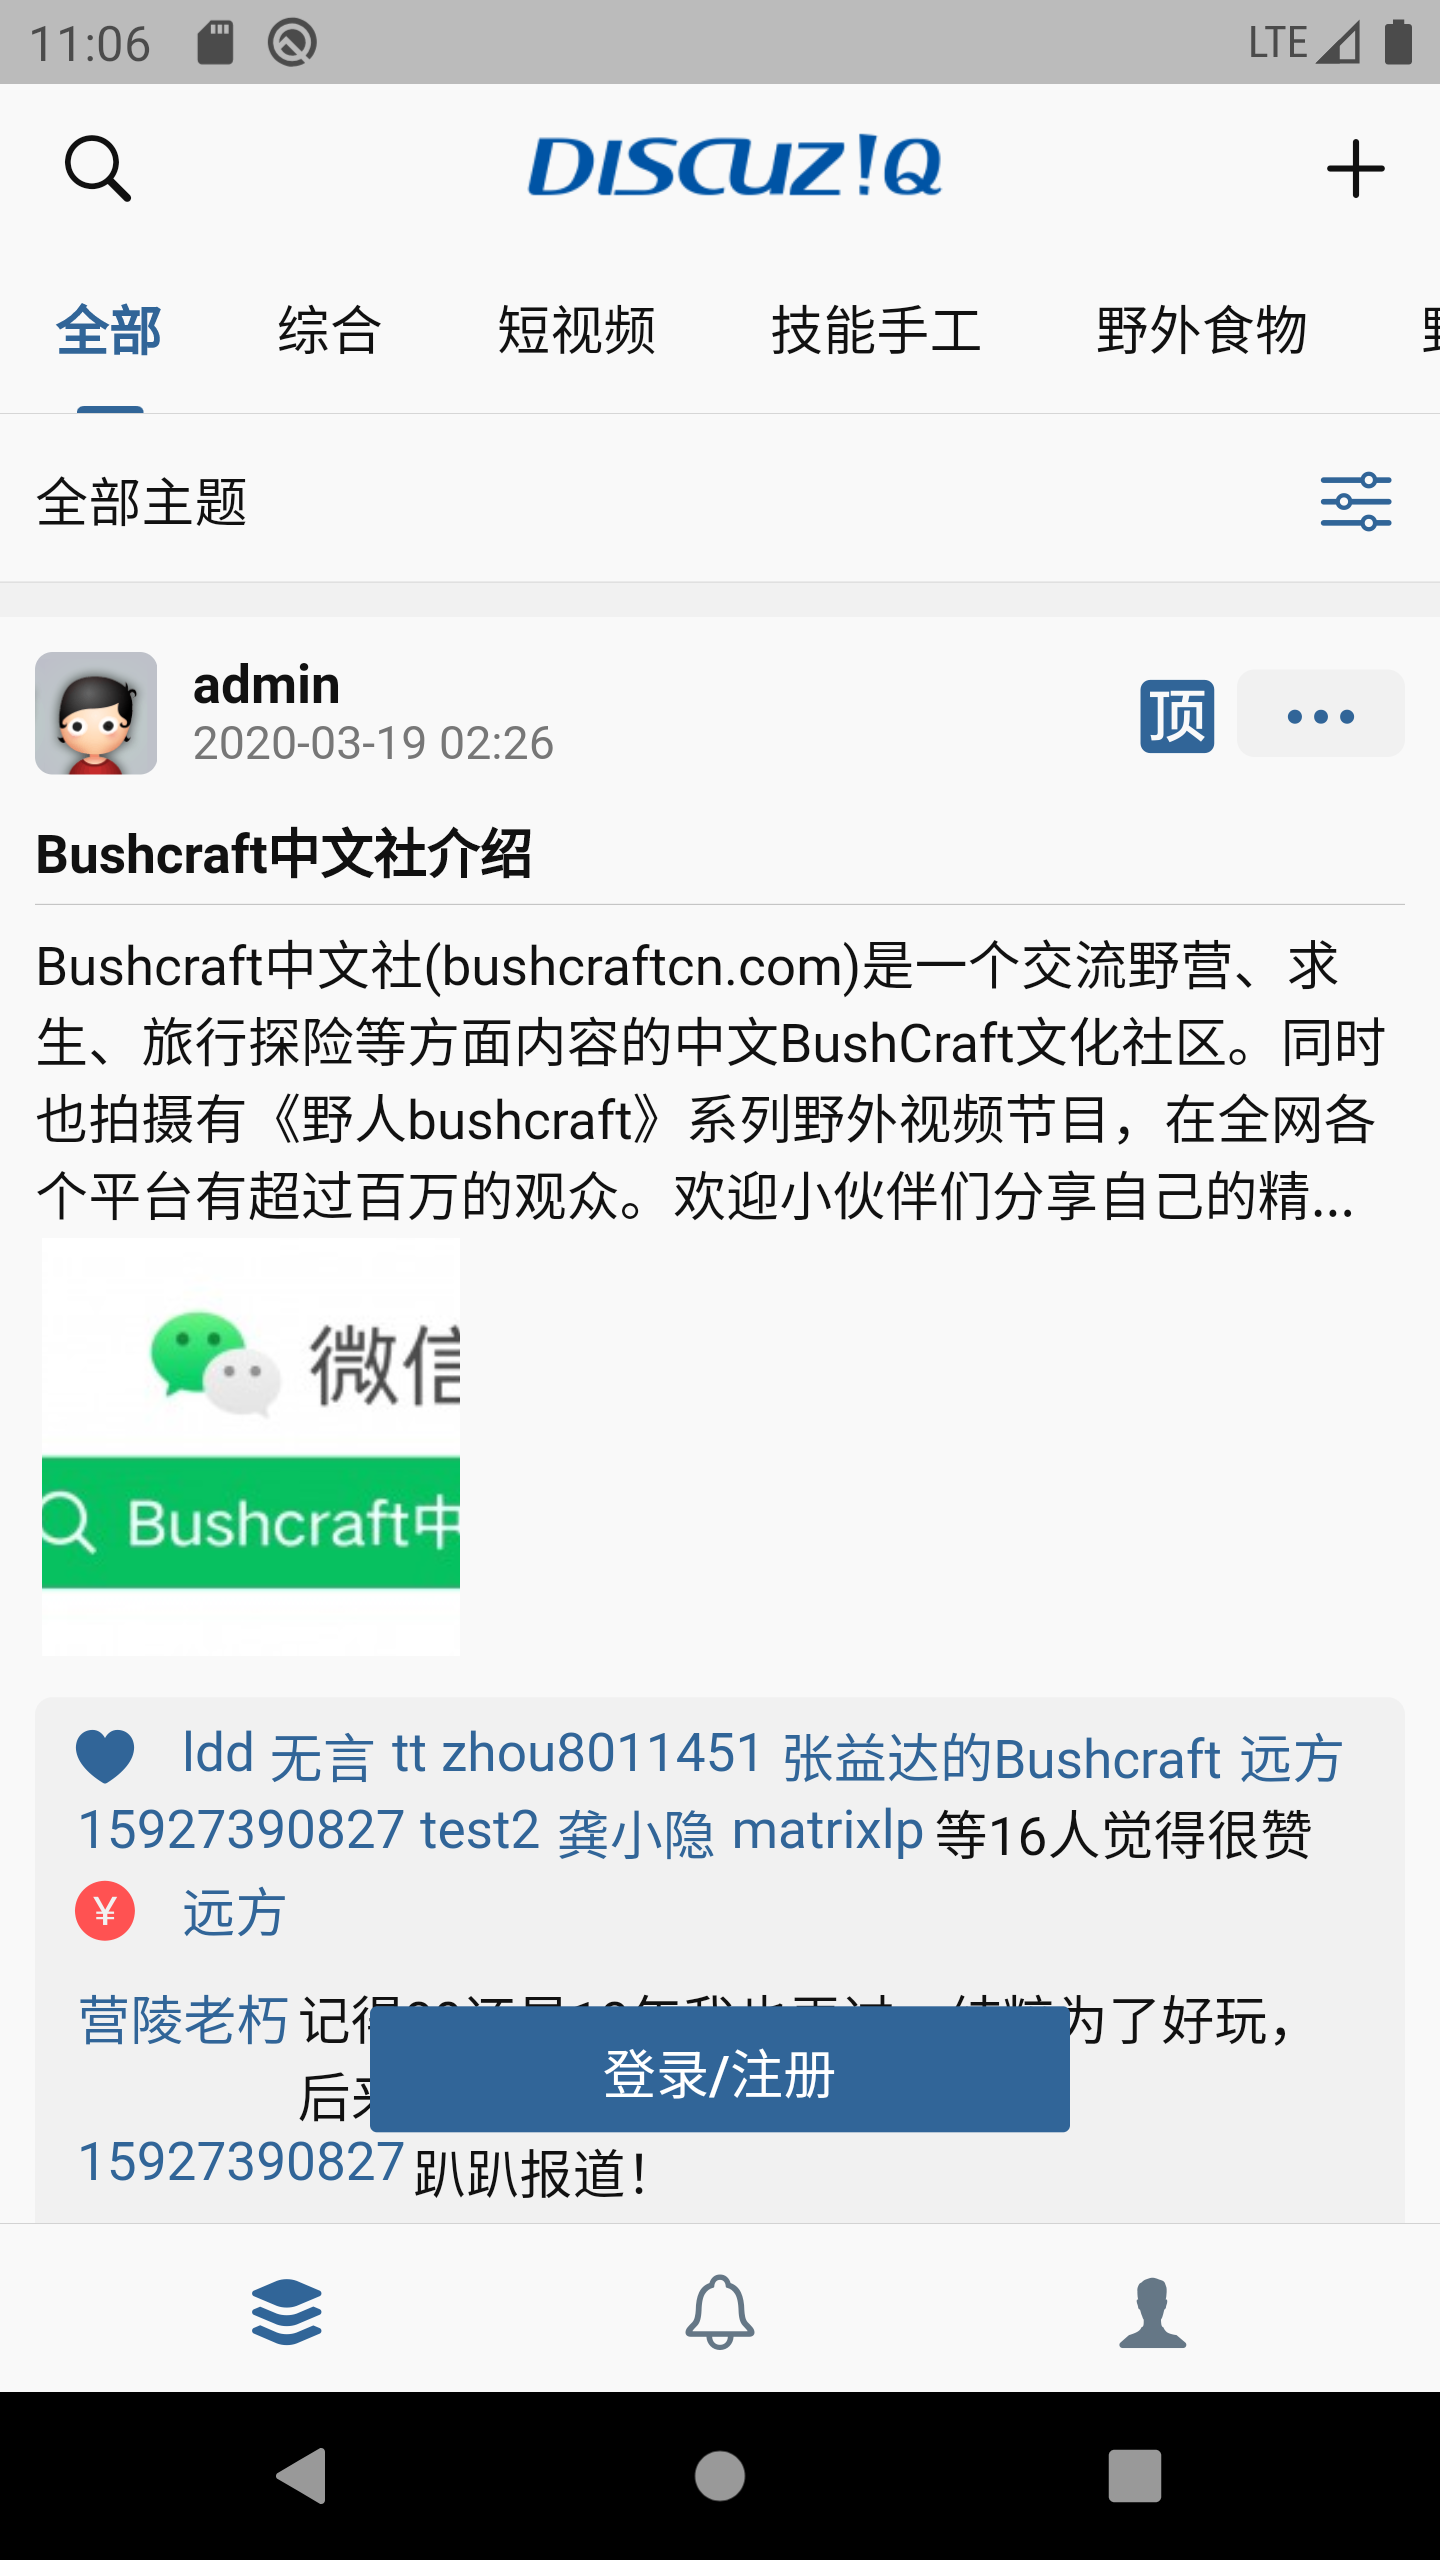 11:06
LTE
DISCUZ!Q
全部 综合 短视频 技能手工 野外食物
全部主题
admin
顶
2020-03-19 02:26
Bushcraft中文社介绍
Bushcraft中文社(bushcraftcn.com)是一个交流野营、求
生、旅行探险等方面内容的中文BushCraft文化社区。同时
也拍摄有《野人bushcraft》系列野外视频节目，在全网各
个平台有超过百万的观众。欢迎小伙伴们分享自己的精...
微信
Bushcraft中
ldd 无言 tt zhou8011451 张益达的Bushcraft 远方
15927390827 test2 龚小隐 matrixlp 等16人觉得很赞
¥ 远方
营陵老朽 记得 为了好玩，
后来
登录/注册
15927390827 趴趴报道！